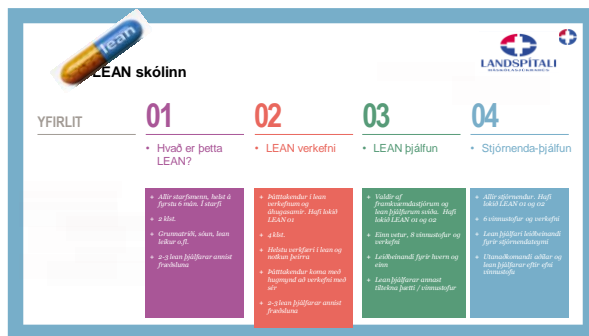 lean
LEAN skólinn
LANDSPÍTALI
HÁSKÓLASJÚKRAHÚS
YFIRLIT
01
• Hvað er þetta
LEAN?
02
• LEAN verkefni
03
• LEAN þjálfun
04
• Stjórnenda-þjálfun
+ Allir starfsmenn, helst á
fyrstu 6 mán. í starfi
+ 2 klst.
+ Grunnatriði, sóun, lean
leikur o.fl.
+ 2-3 lean þjálfarar annist
fræðsluna
+ Þátttakendur í lean
verkefnum og
áhugasamir. Hafi lokið
LEAN 01
+ 4 klst.
+ Helstu verkfæri í lean og
notkun þeirra
+ Þátttakendur koma með
hugmynd að verkefni með
sér
+ 2-3 lean þjálfarar annist
fræðsluna
+ Valdir af
framkvæmdastjórum og
lean þjálfurum sviða. Hafi
lokið LEAN 01 og 02
+ Einn vetur, 8 vinnustofur og
verkefni
+ Leiðbeinandi fyrir hvern og
einn
+ Lean þjálfarar annast
tiltekna þætti / vinnustofur
+ Allir stjórnendur. Hafi
lokið LEAN 01 og 02
+ 6 vinnustofur og verkefni
+ Lean þjálfari leiðbeinandi
fyrir stjórnendateymi
+ Utanaðkomandi aðilar og
lean þjálfarar eftir efni
vinnustofu